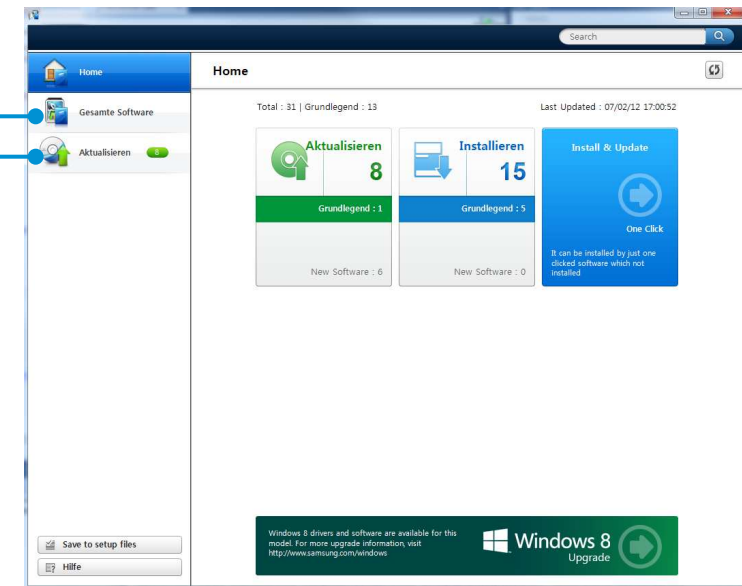 Search
Home
Gesamte Software
Aktualisieren 8
Save to setup files
Hilfe
Home
Total : 31 | Grundlegend : 13
Last Updated : 07/02/12 17:00:52
Aktualisieren
8
Grundlegend : 1
New Software : 6
Installieren
15
Grundlegend : 5
New Software : 0
Install & Update
One Click
It can be installed by just one
clicked software which not
installed
Windows 8 drivers and software are available for this
model. For more upgrade information, visit
http://www.samsung.com/windows
Windows 8
Upgrade